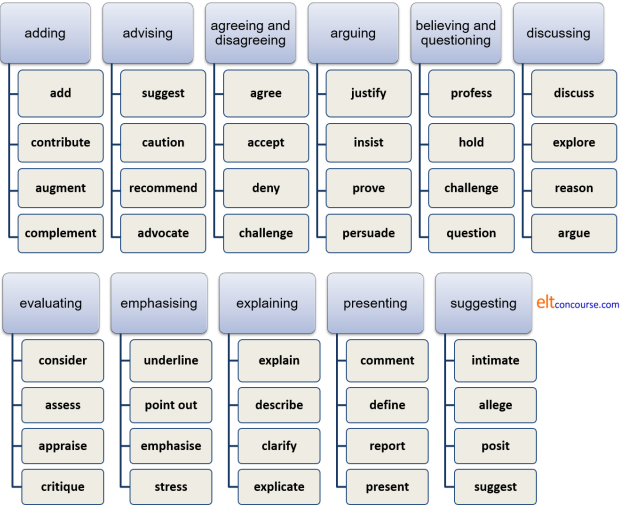 adding
add
contribute
augment
complement
advising
suggest
caution
recommend
advocate
agreeing and
disagreeing
agree
accept
deny
challenge
arguing
justify
insist
prove
persuade
believing and
questioning
profess
hold
challenge
question
discussing
discuss
explore
reason
argue
evaluating
consider
assess
appraise
critique
emphasising
underline
point out
emphasise
stress
explaining
explain
describe
clarify
explicate
presenting
comment
define
report
present
suggesting
intimate
allege
posit
suggest
eltconcourse.com